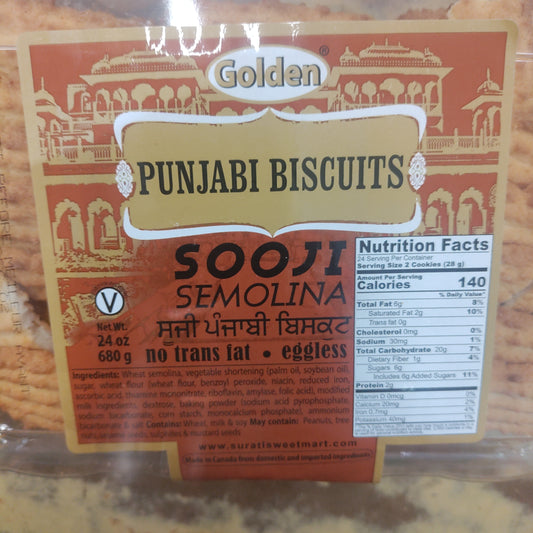 Golden®
PUNJABI BISCUITS
SOOJI
SEMOLINA
ਸੂਜੀ ਪੰਜਾਬੀ ਬਿਸਕੁਟ
no trans fat • eggless
V
Net Wt.
24 oz
680 g
Nutrition Facts
24 Serving Per Container
Serving Size 2 Cookies (28 g)
Amount Per Serving
Calories 140
% Daily Value*
Total Fat 6g 8%
Saturated Fat 2g 10%
Trans fat 0g
Cholesterol 0mg 0%
Sodium 30mg 1%
Total Carbohydrate 20g 7%
Dietary Fiber 1g 4%
Sugars 6g
Includes 6g Added Sugars 11%
Protein 2g
Vitamin D 0mcg 0%
Calcium 20mg 2%
Iron 0.7mg 4%
Potassium 40mg 1%
Ingredients: Wheat semolina, vegetable shortening (palm oil, soybean oil),
sugar, wheat flour (wheat flour, benzoyl peroxide, niacin, reduced iron,
ascorbic acid, thiamine mononitrate, riboflavin, amylase, folic acid), modified
milk ingredients, dextrose, baking powder (sodium acid pyrophosphate,
sodium bicarbonate, corn starch, monocalcium phosphate), ammonium
bicarbonate & salt Contains: Wheat, milk & soy May contain: Peanuts, tree
nuts, sesame seeds, sulphites & mustard seeds
www.suratisweetmart.com
Made in Canada from domestic and imported ingredients